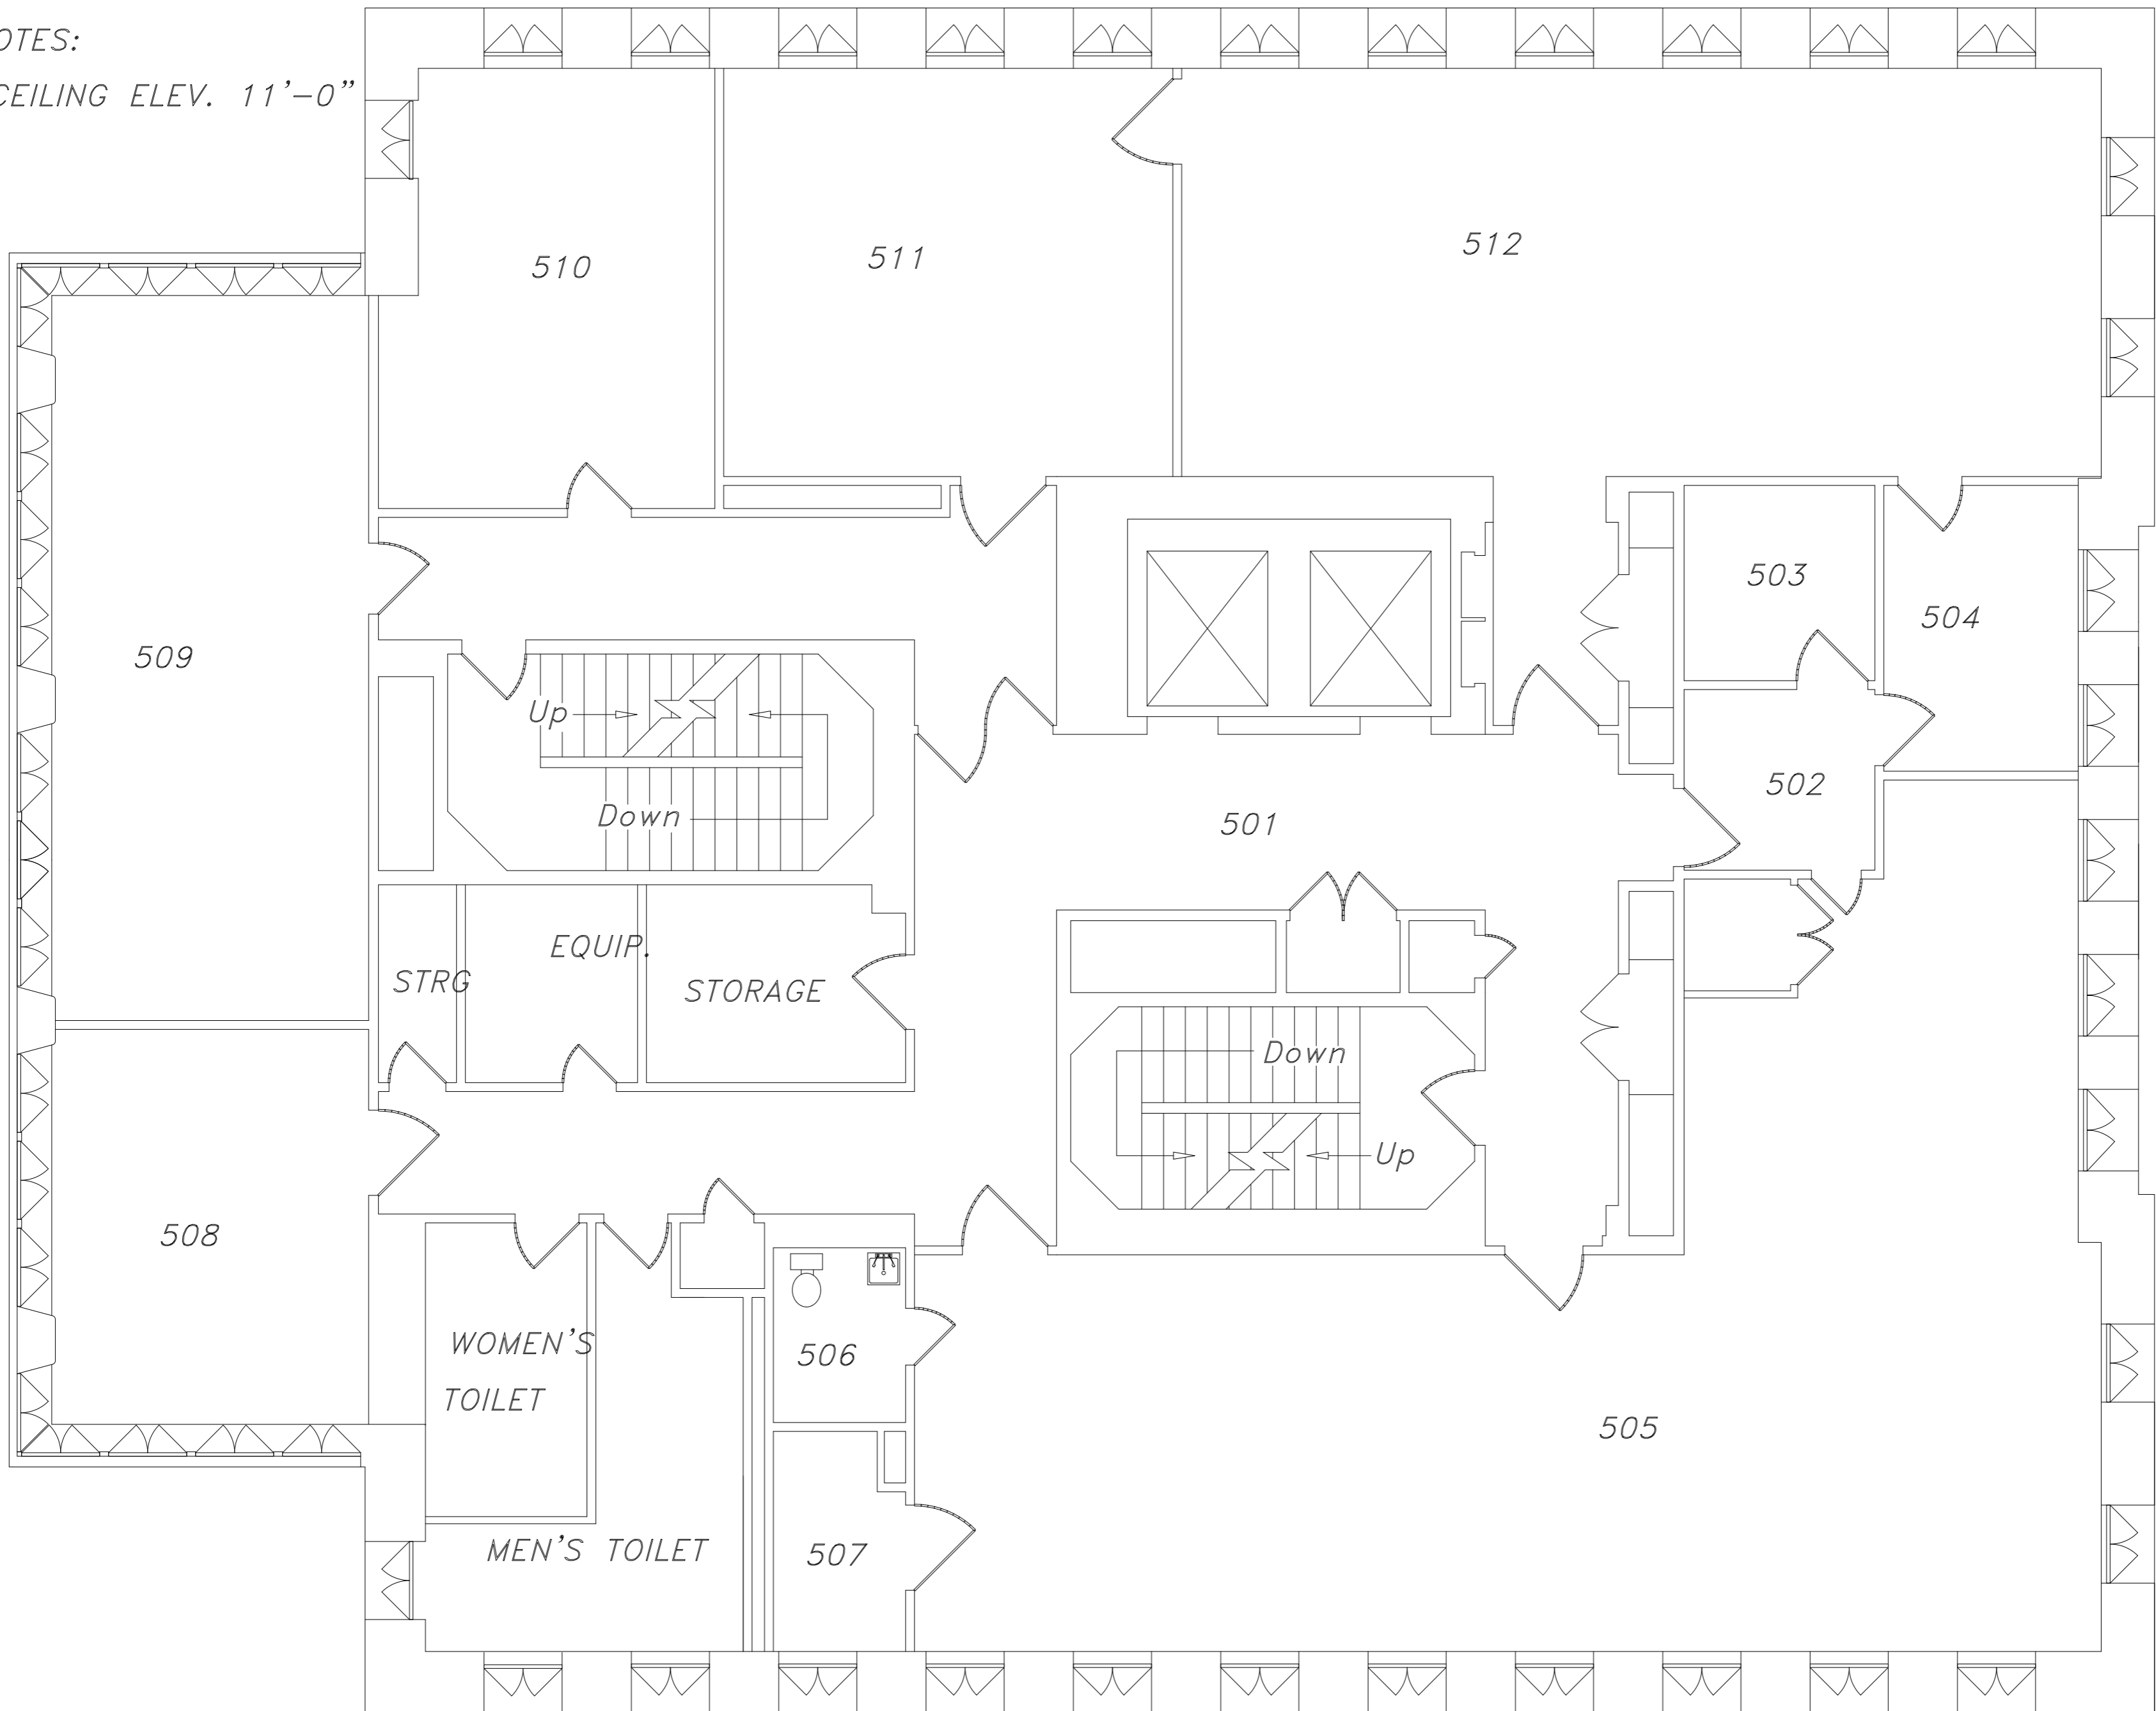 OTES:
CEILING ELEV. 11'-0"
510
511
512
503
504
509
Up
Down
502
501
EQUIP.
STRG
STORAGE
Down
Up
508
WOMEN'S
TOILET
506
505
MEN'S TOILET
507